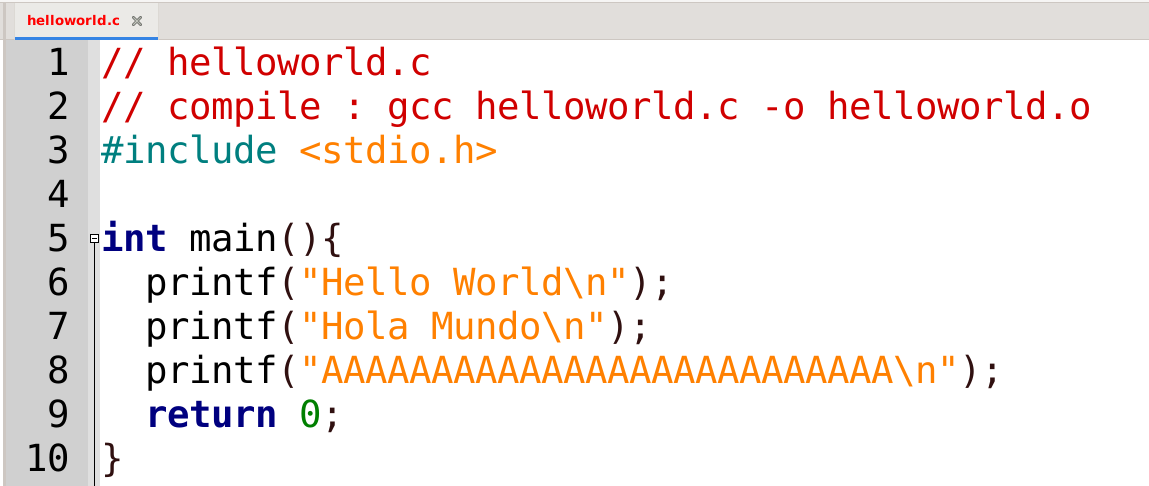 helloworld.c
1 // helloworld.c
2 // compile : gcc helloworld.c -o helloworld.o
3 #include <stdio.h>
4
5 int main(){
6   printf("Hello World\n");
7   printf("Hola Mundo\n");
8   printf("AAAAAAAAAAAAAAAAAAAAAAAAAA\n");
9   return 0;
10 }